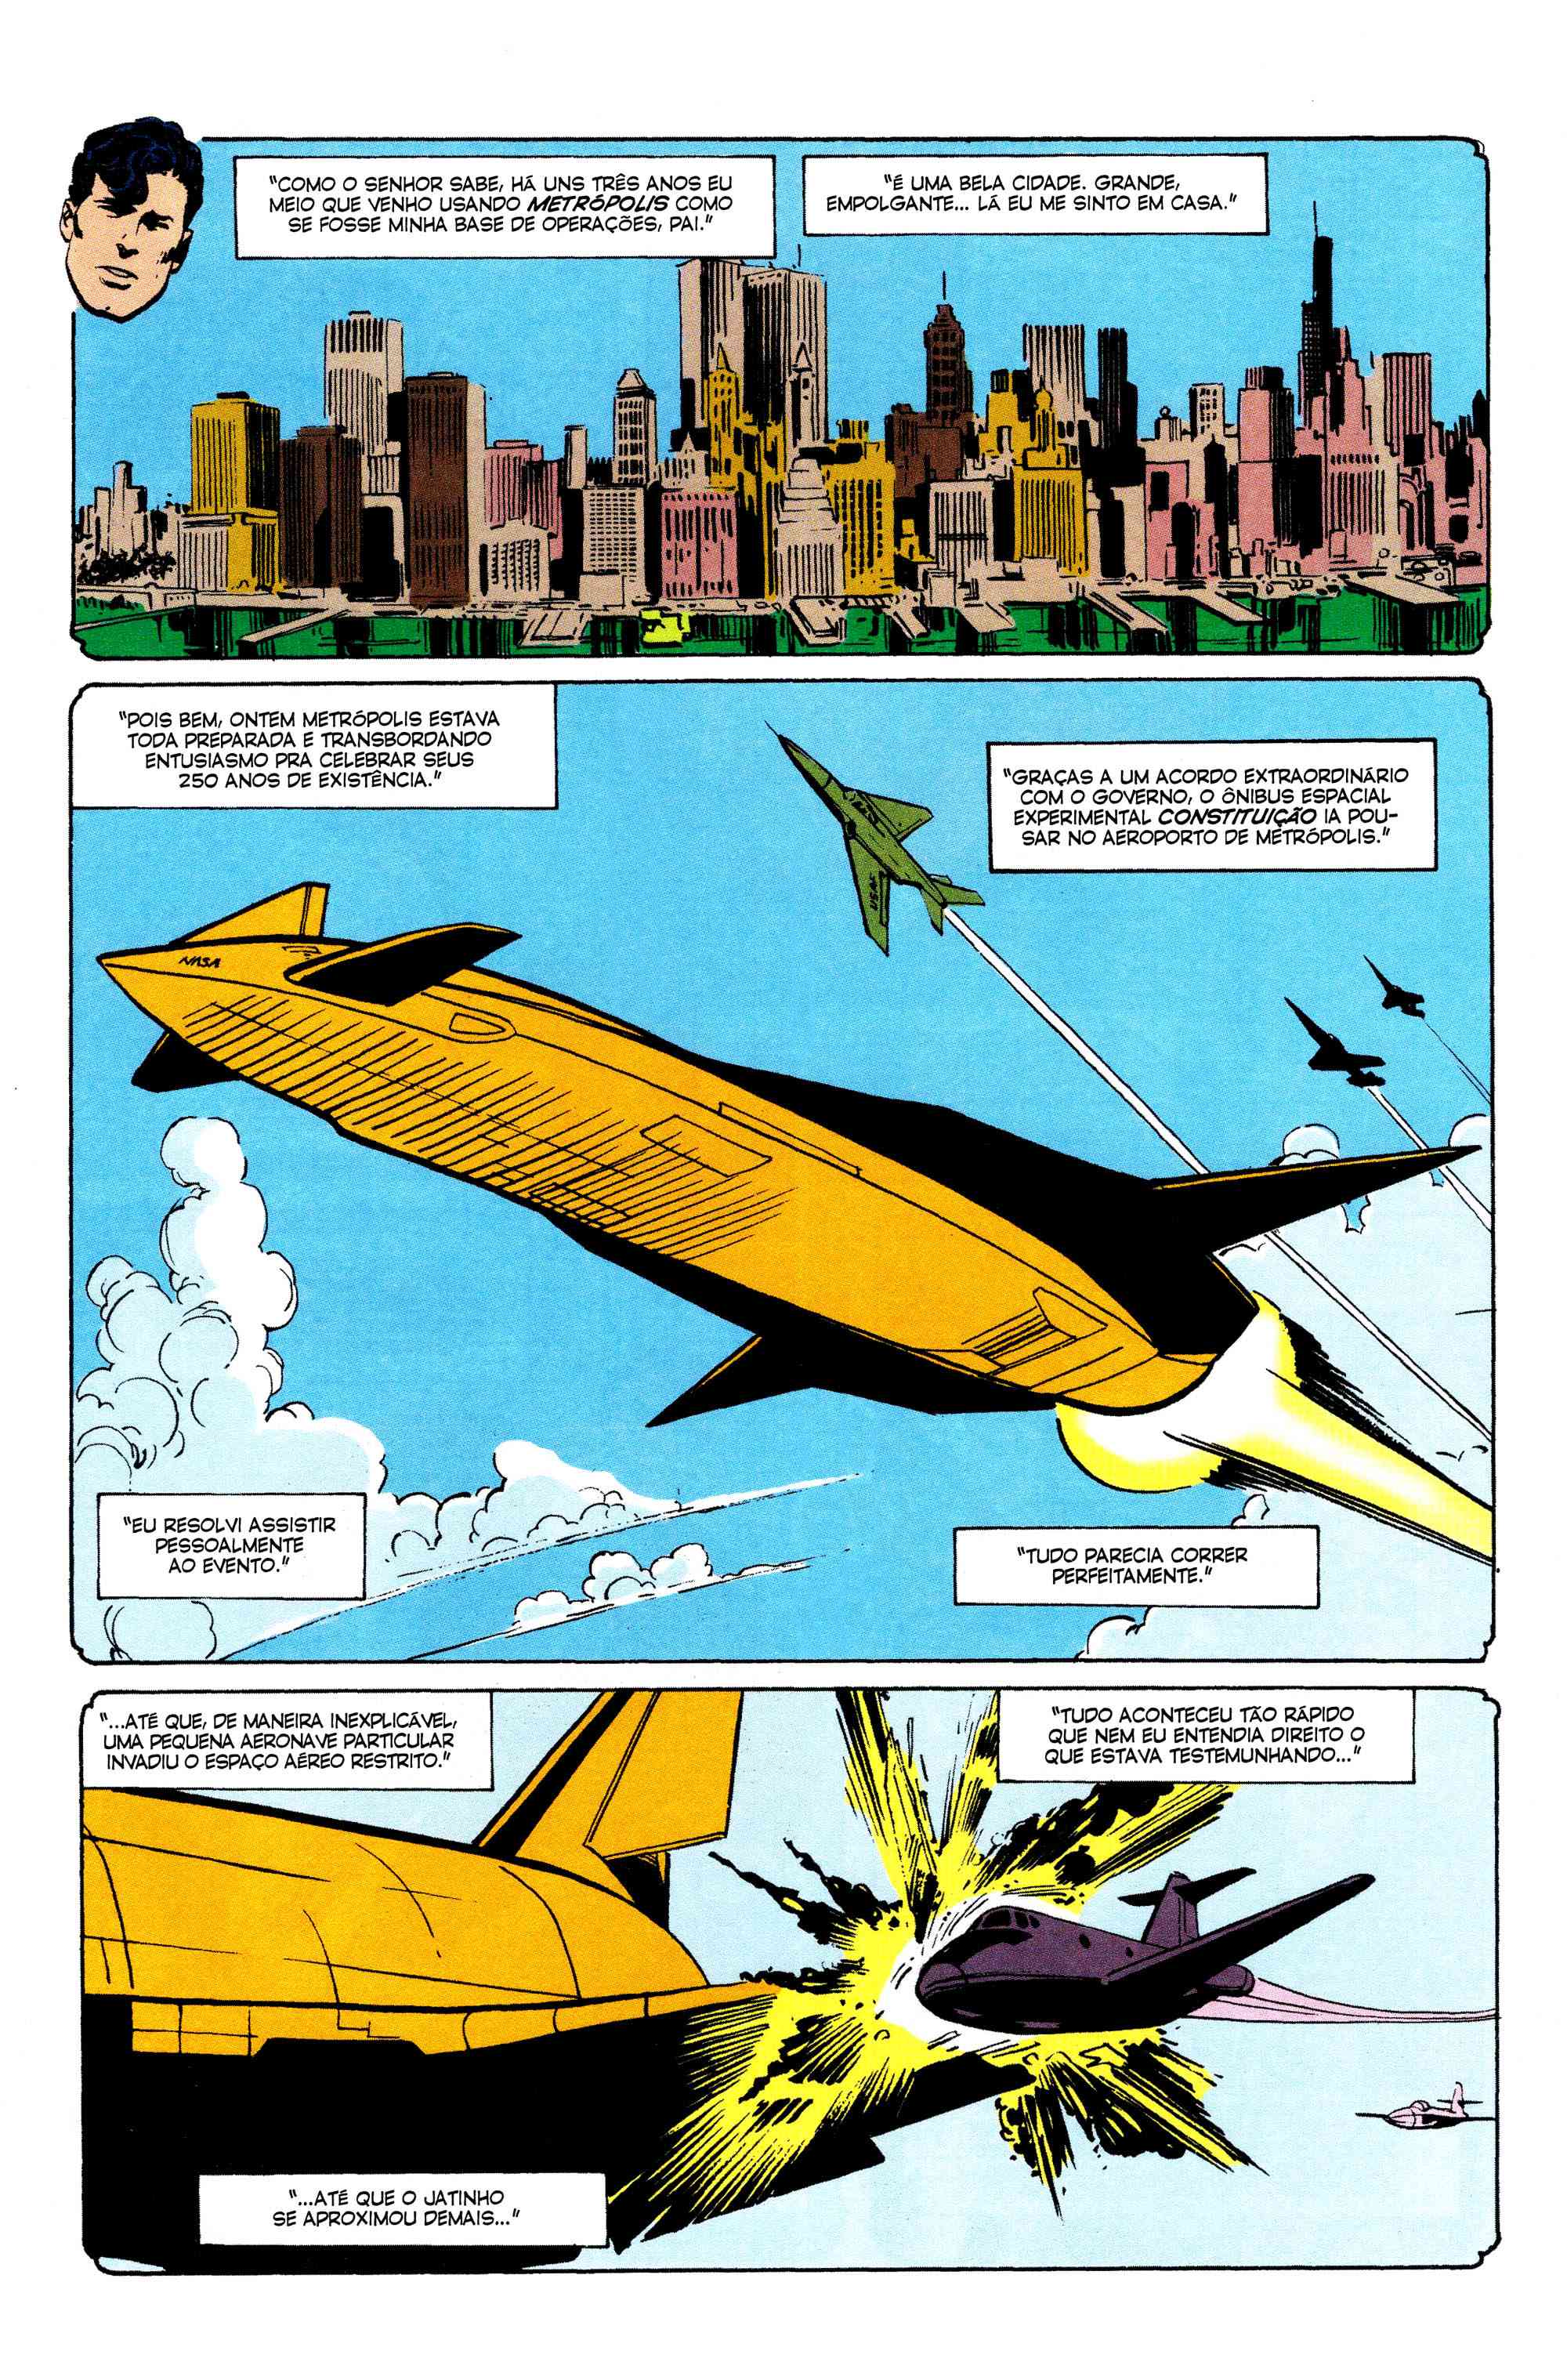 "COMO O SENHOR SABE, HÁ UNS TRÊS ANOS EU
MEIO QUE VENHO USANDO METRÓPOLIS COMO
SE FOSSE MINHA BASE DE OPERAÇÕES, PAI."
"É UMA BELA CIDADE. GRANDE,
EMPOLGANTE... LÁ EU ME SINTO EM CASA."
"POIS BEM, ONTEM METRÓPOLIS ESTAVA
TODA PREPARADA E TRANSBORDANDO
ENTUSIASMO PRA CELEBRAR SEUS
250 ANOS DE EXISTÊNCIA."
"GRAÇAS A UM ACORDO EXTRAORDINÁRIO
COM O GOVERNO, O ÔNIBUS ESPACIAL
EXPERIMENTAL CONSTITUIÇÃO IA POU-
SAR NO AEROPORTO DE METRÓPOLIS."
USAF
NASA
"EU RESOLVI ASSISTIR
PESSOALMENTE
AO EVENTO."
"TUDO PARECIA CORRER
PERFEITAMENTE."
"...ATÉ QUE, DE MANEIRA INEXPLICÁVEL,
UMA PEQUENA AERONAVE PARTICULAR
INVADIU O ESPAÇO AÉREO RESTRITO."
"TUDO ACONTECEU TÃO RÁPIDO
QUE NEM EU ENTENDIA DIREITO O
QUE ESTAVA TESTEMUNHANDO..."
"...ATÉ QUE O JATINHO
SE APROXIMOU DEMAIS..."